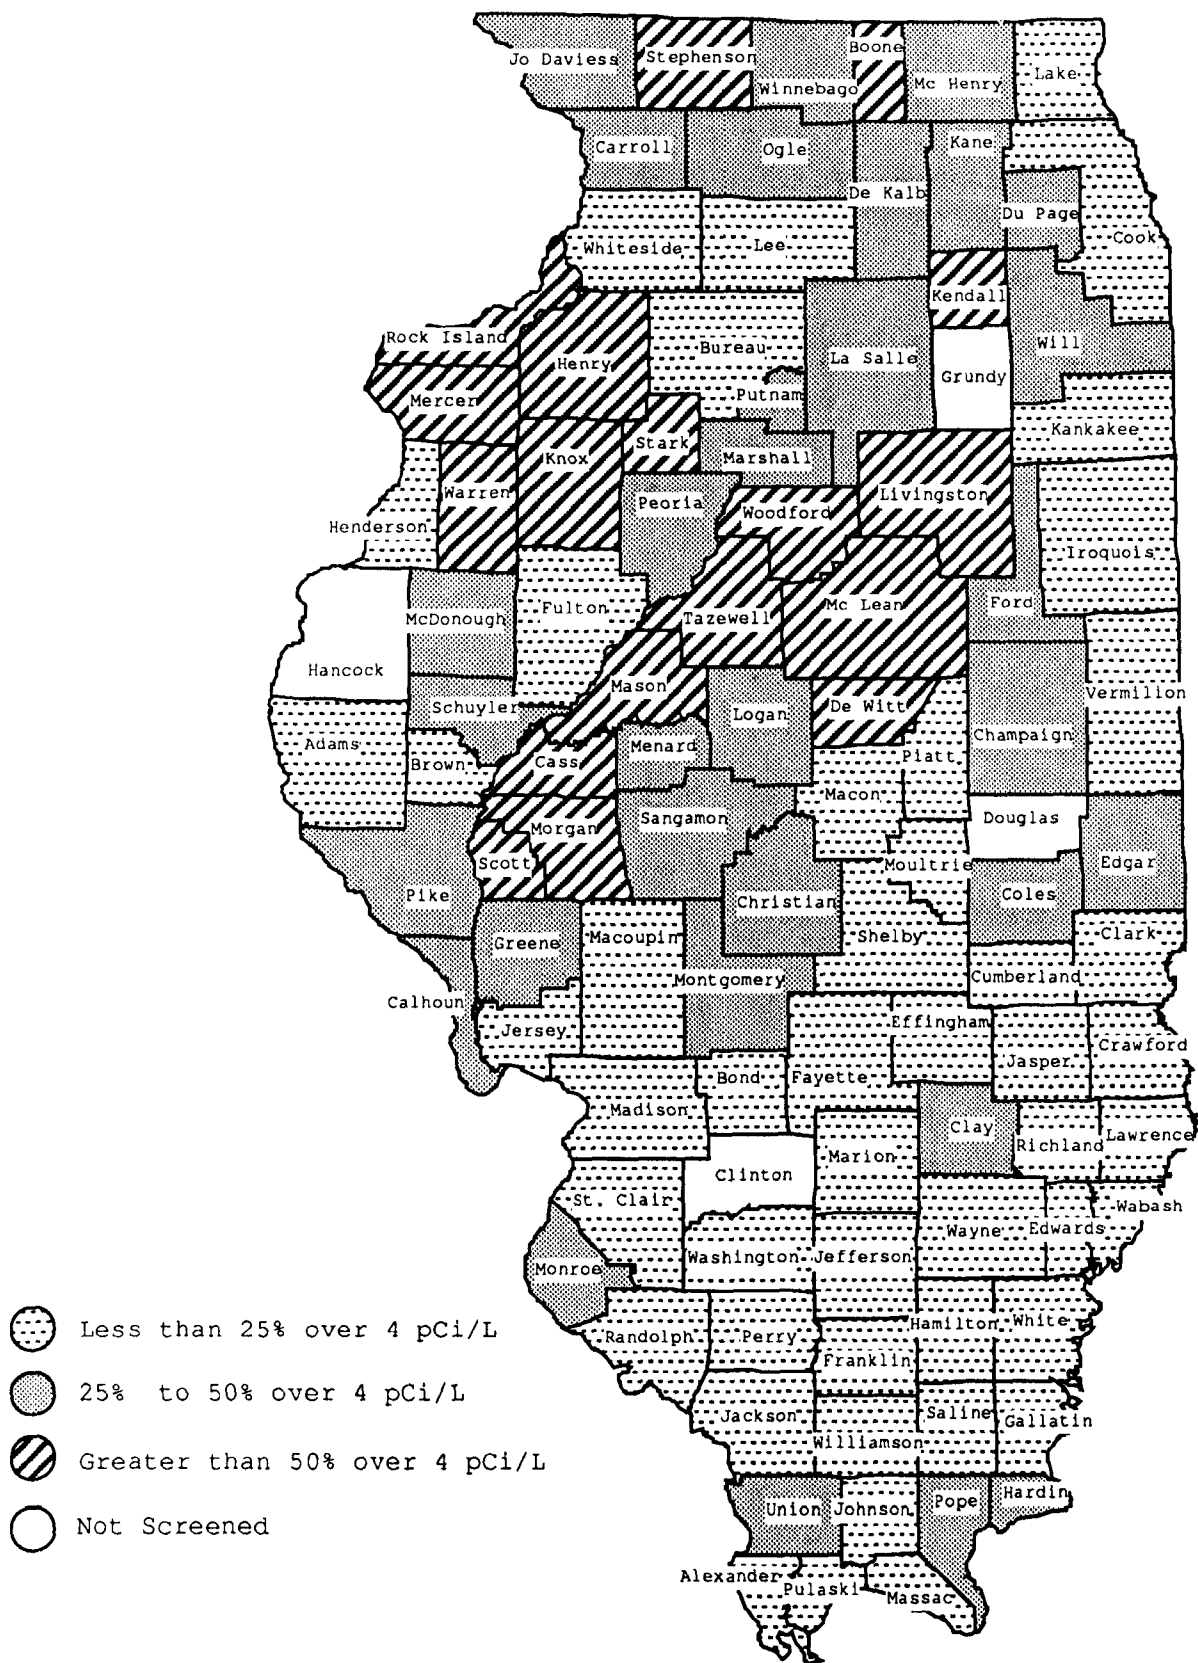 Jo Daviess
Stephenson
Winnebago
Boone
Mc Henry
Lake
Carroll
Ogle
De Kalb
Kane
Du Page
Cook
Whiteside
Lee
Kendall
Rock Island
Henry
Bureau
La Salle
Will
Mercer
Putnam
Grundy
Kankakee
Knox
Stark
Marshall
Warren
Peoria
Woodford
Livingston
Henderson
Iroquois
McDonough
Fulton
Tazewell
Mc Lean
Ford
Hancock
Mason
Vermilion
Schuyler
Logan
De Witt
Champaign
Adams
Brown
Cass
Menard
Piatt
Macon
Morgan
Sangamon
Douglas
Scott
Moultrie
Edgar
Pike
Christian
Coles
Greene
Macoupin
Shelby
Clark
Montgomery
Cumberland
Calhoun
Jersey
Effingham
Crawford
Jasper
Bond
Fayette
Madison
Clay
Richland
Lawrence
Marion
Clinton
St. Clair
Wabash
Wayne
Edwards
Washington
Jefferson
Monroe
Randolph
Perry
Hamilton
White
Franklin
Jackson
Saline
Gallatin
Williamson
Union
Johnson
Pope
Hardin
Alexander
Pulaski
Massac
Less than 25% over 4 pCi/L
25% to 50% over 4 pCi/L
Greater than 50% over 4 pCi/L
Not Screened